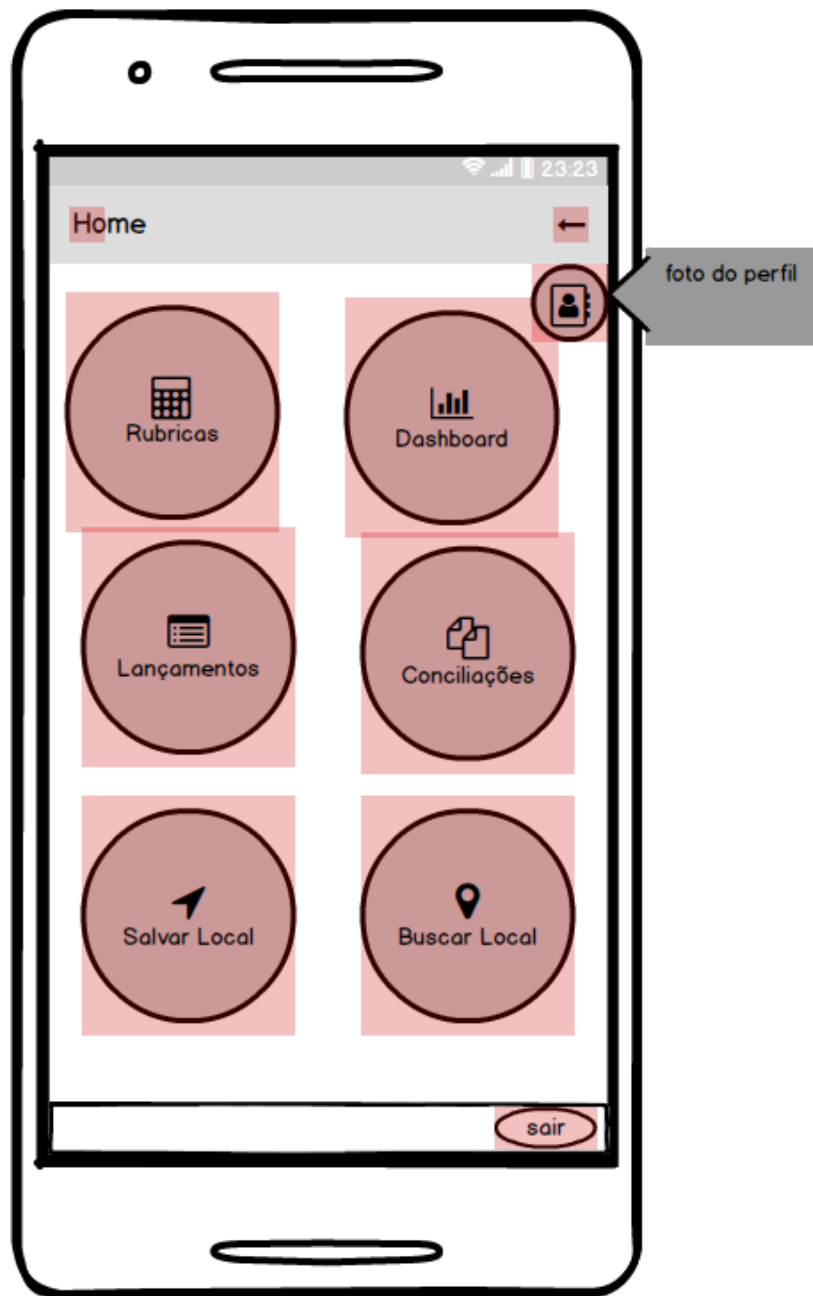 23:23
Home
foto do perfil
Rubricas
Dashboard
Lançamentos
Conciliações
Salvar Local
Buscar Local
sair